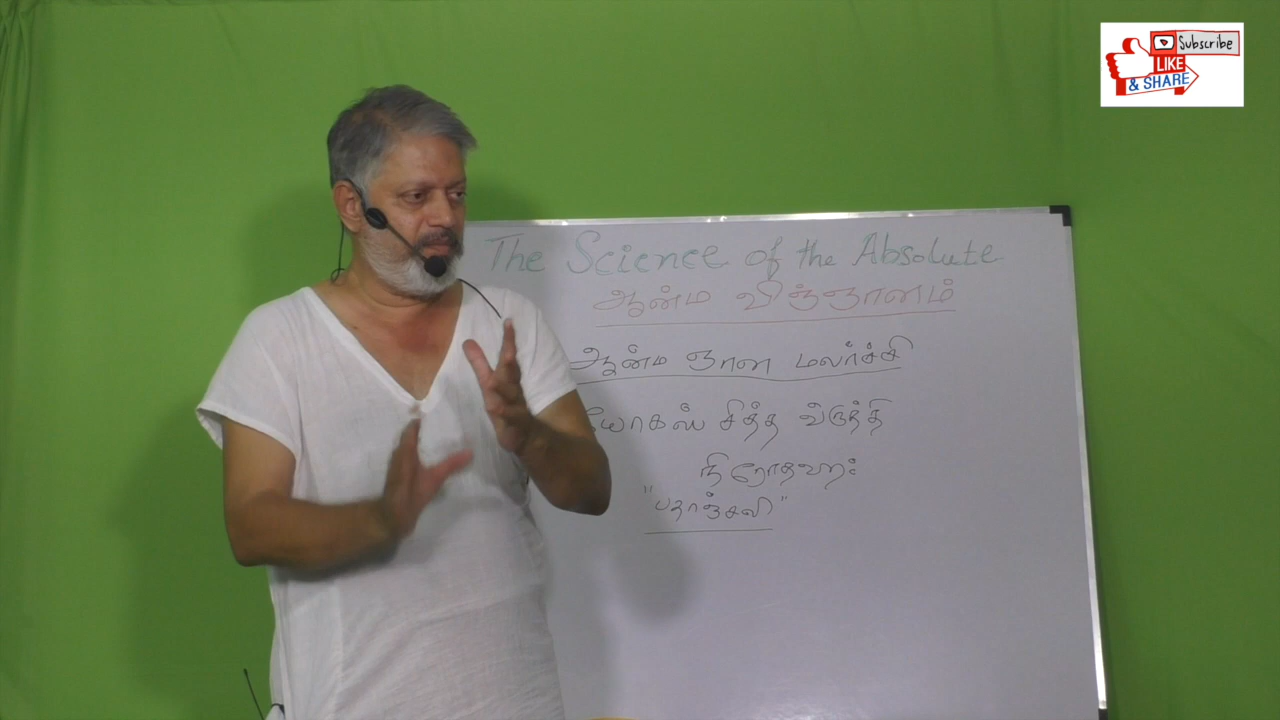 Subscribe
LIKE
& SHARE
The Science of the Absolute
ஆன்ம விஞ்ஞானம்
ஆன்ம ஞான மலர்ச்சி
யோகஸ் சித்த விருத்தி
நிரோதஹ:
"பதாஞ்சலி"